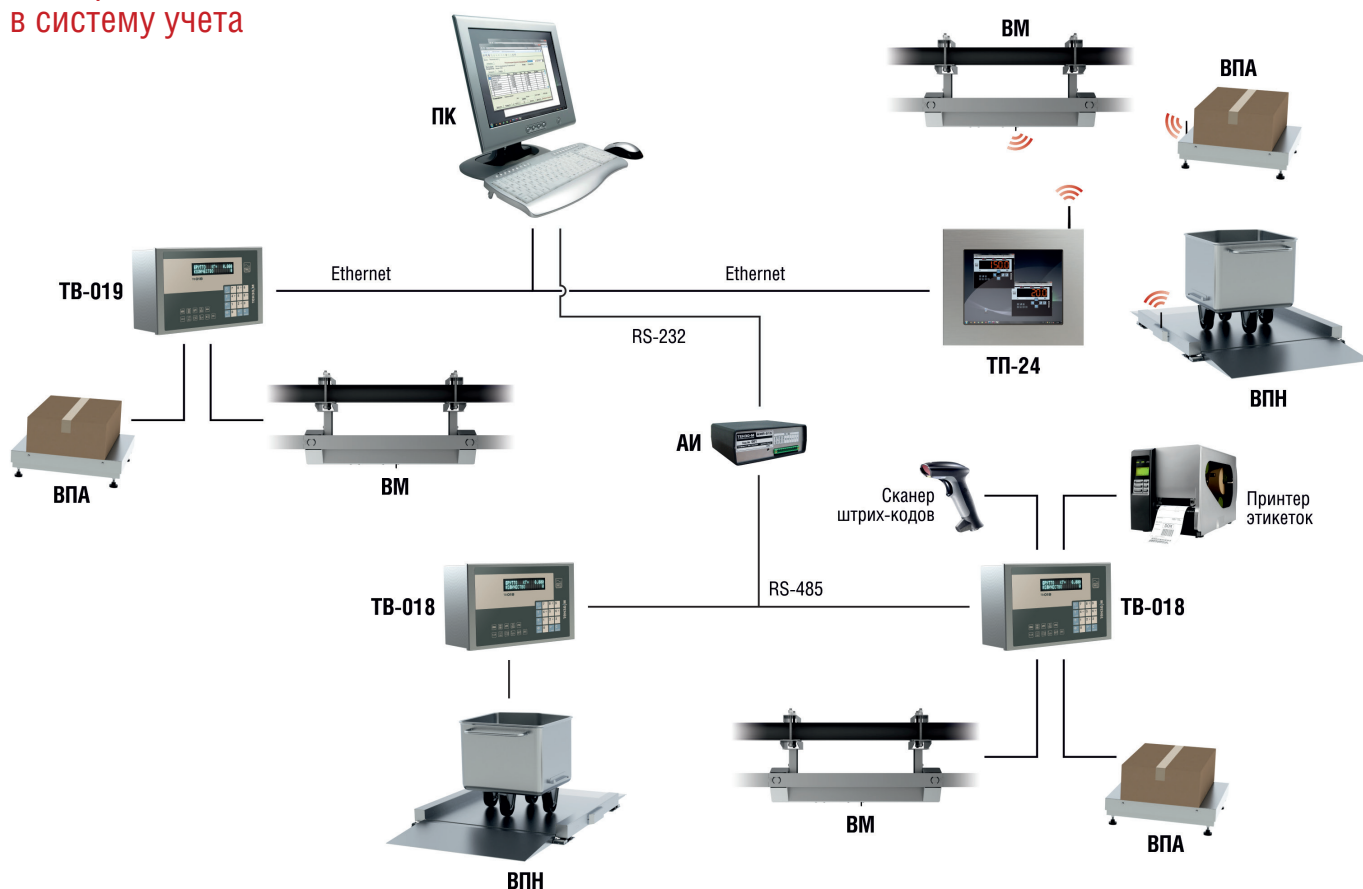 в систему учета
ВМ
ВПА
ПК
Ethernet
Ethernet
ТВ-019
RS-232
ТП-24
ВПН
АИ
ВПА
ВМ
Сканер
штрих-кодов
Принтер
этикеток
RS-485
ТВ-018
ТВ-018
ВМ
ВПА
ВПН